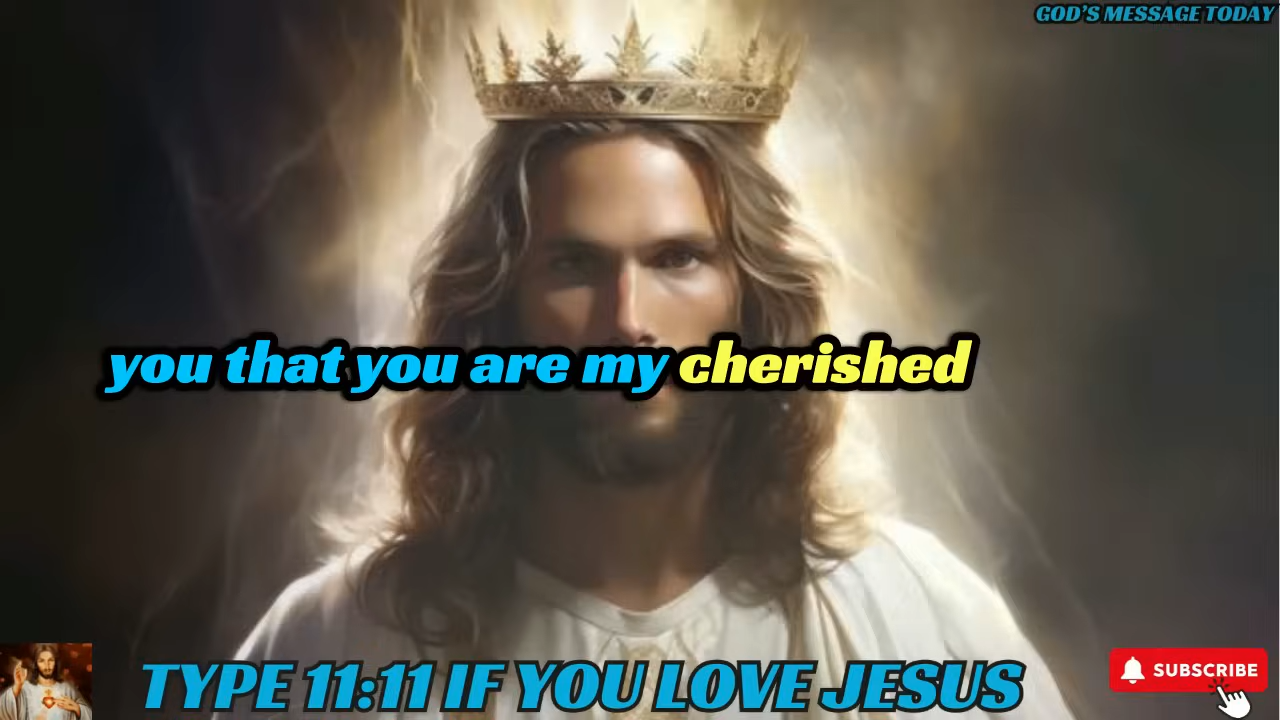 GOD'S MESSAGE TODAY
you that you are my cherished
TYPE 11:11 IF YOU LOVE JESUS
SUBSCRIBE